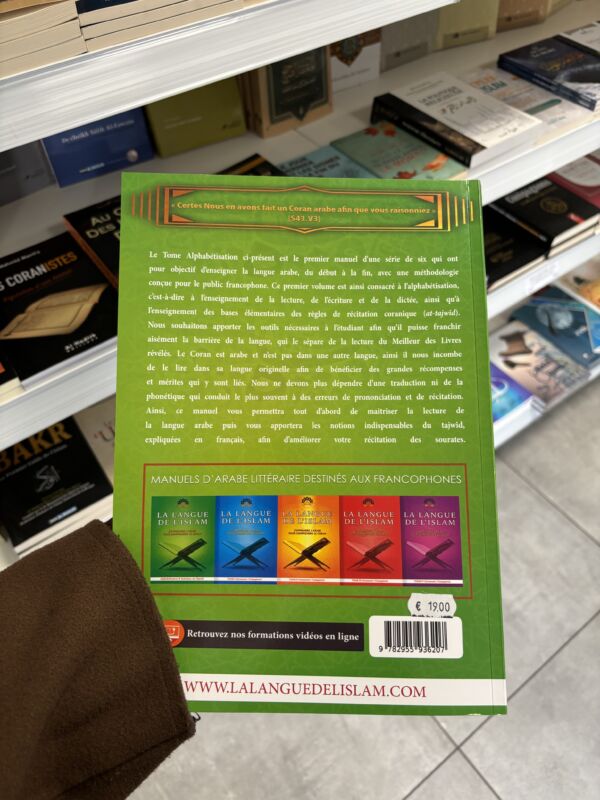 De cheikh Sâlih Al-Fawzân
LA POLITIQUE
ISLAM
CORANISTES
BAKR
« Certes Nous en avons fait un Coran arabe afin que vous raisonniez »
(S43.V3)
Le Tome Alphabétisation ci-présent est le premier manuel d'une série de six qui ont
pour objectif d'enseigner la langue arabe, du début à la fin, avec une méthodologie
conçue pour le public francophone. Ce premier volume est ainsi consacré à l'alphabétisation,
c'est-à-dire à l'enseignement de la lecture, de l'écriture et de la dictée, ainsi qu'à
l'enseignement des bases élémentaires des règles de récitation coranique (at-tajwid).
Nous souhaitons apporter les outils nécessaires à l'étudiant afin qu'il puisse franchir
aisément la barrière de la langue, qui le sépare de la lecture du Meilleur des Livres
révélés. Le Coran est arabe et n'est pas dans une autre langue, ainsi il nous incombe
de le lire dans sa langue originelle afin de bénéficier des grandes récompenses
et mérites qui y sont liés. Nous ne devons plus dépendre d'une traduction ni de la
phonétique qui conduit le plus souvent à des erreurs de prononciation et de récitation.
Ainsi, ce manuel vous permettra tout d'abord de maitriser la lecture de
la langue arabe puis vous apportera les notions indispensables du tajwid,
expliquées en français, afin d'améliorer votre récitation des sourates.
MANUELS D'ARABE LITTÉRAIRE DESTINÉS AUX FRANCOPHONES
LA LANGUE DE L'ISLAM
LA LANGUE DE L'ISLAM
LA LANGUE DE L'ISLAM
LA LANGUE DE L'ISLAM
LA LANGUE DE L'ISLAM
€ 19.00
Retrouvez nos formations vidéos en ligne
9 782955 936207
WWW.LALANGUEDELISLAM.COM